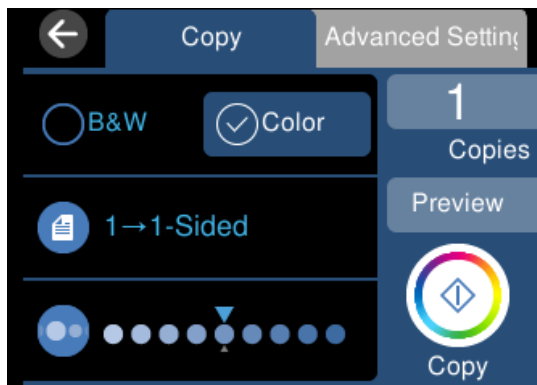 Copy
Advanced Setting
B&W
Color
1
Copies
1→1-Sided
Preview
Copy